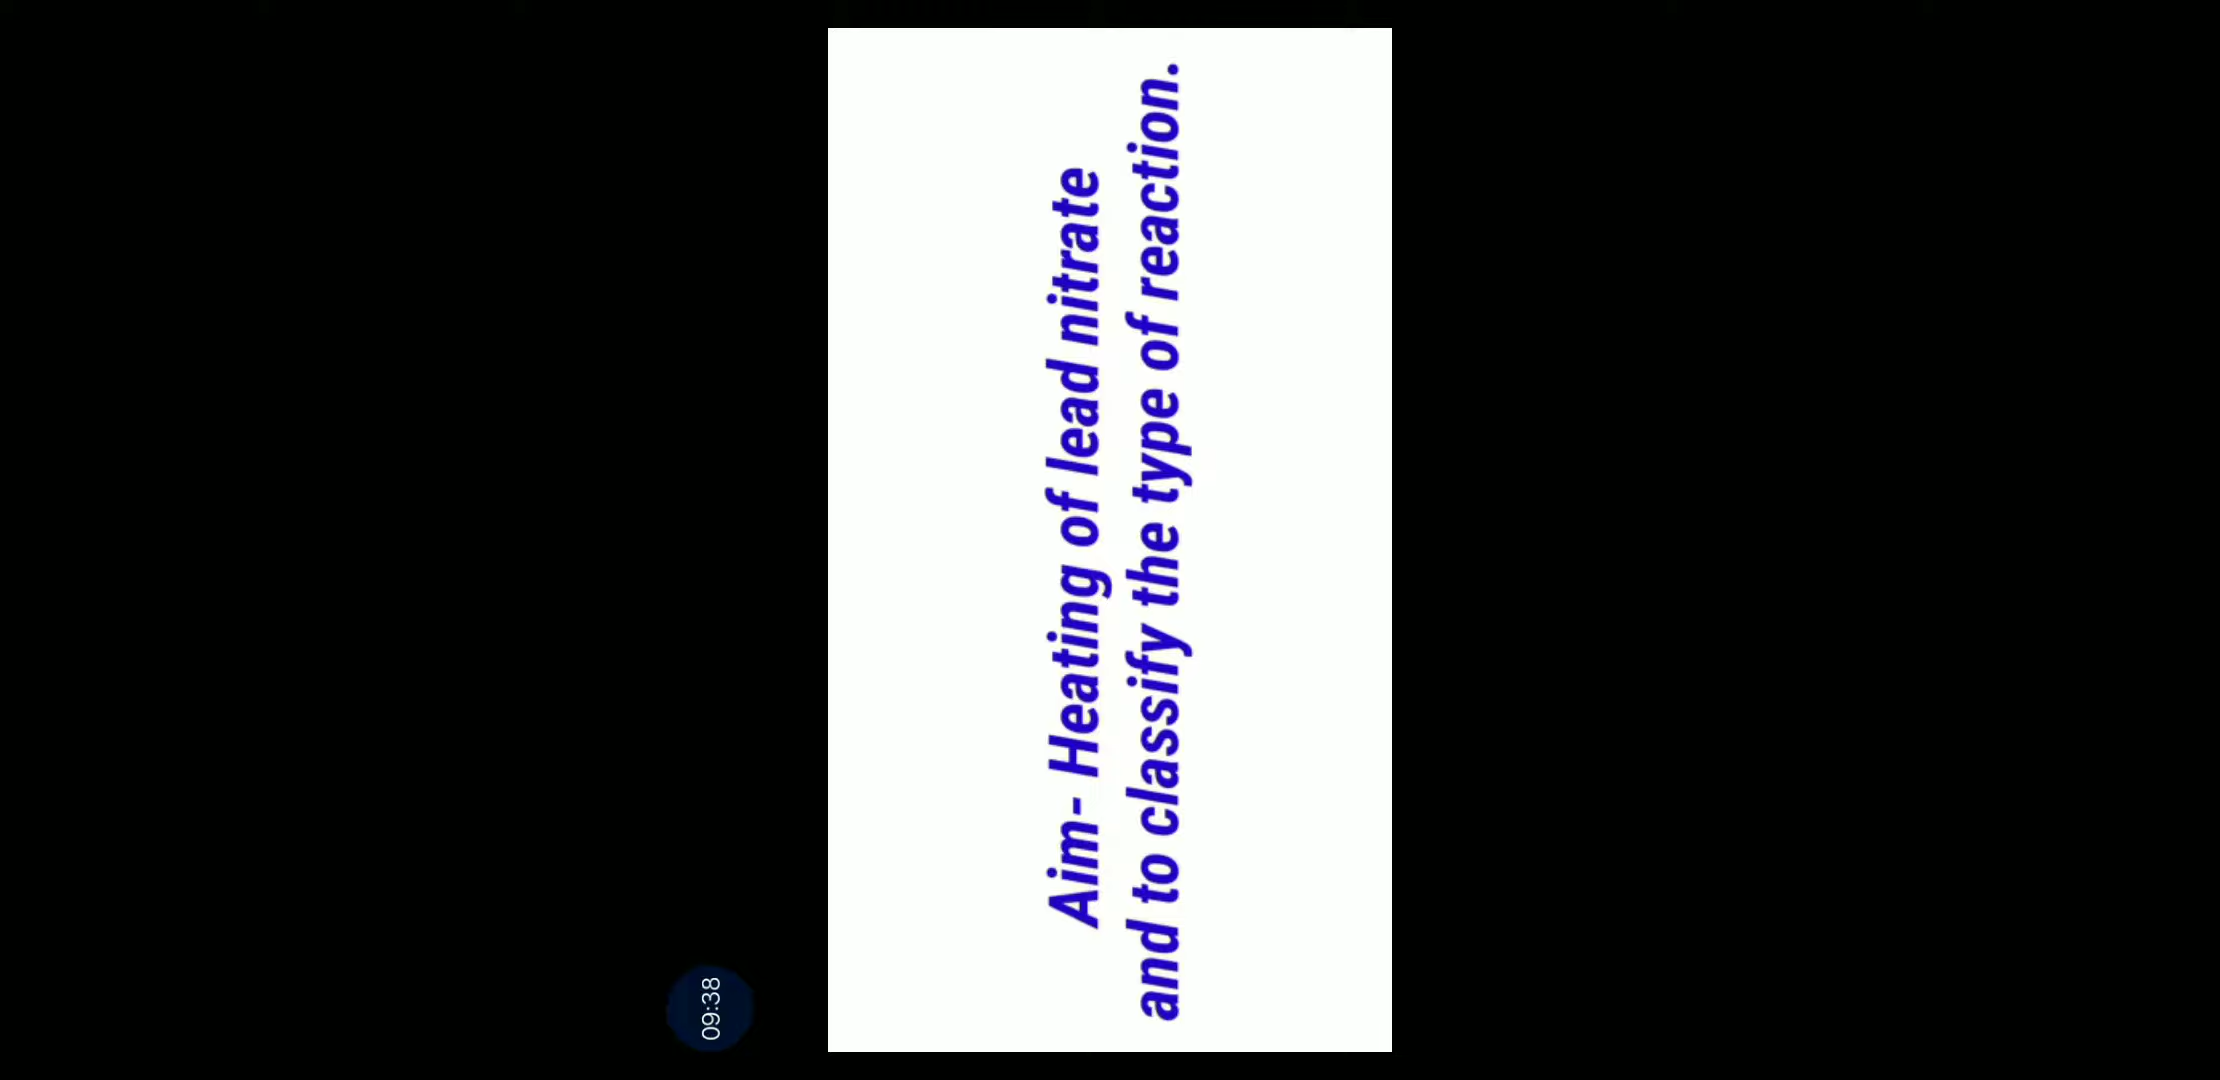 Aim- Heating of lead nitrate
and to classify the type of reaction.
09:38